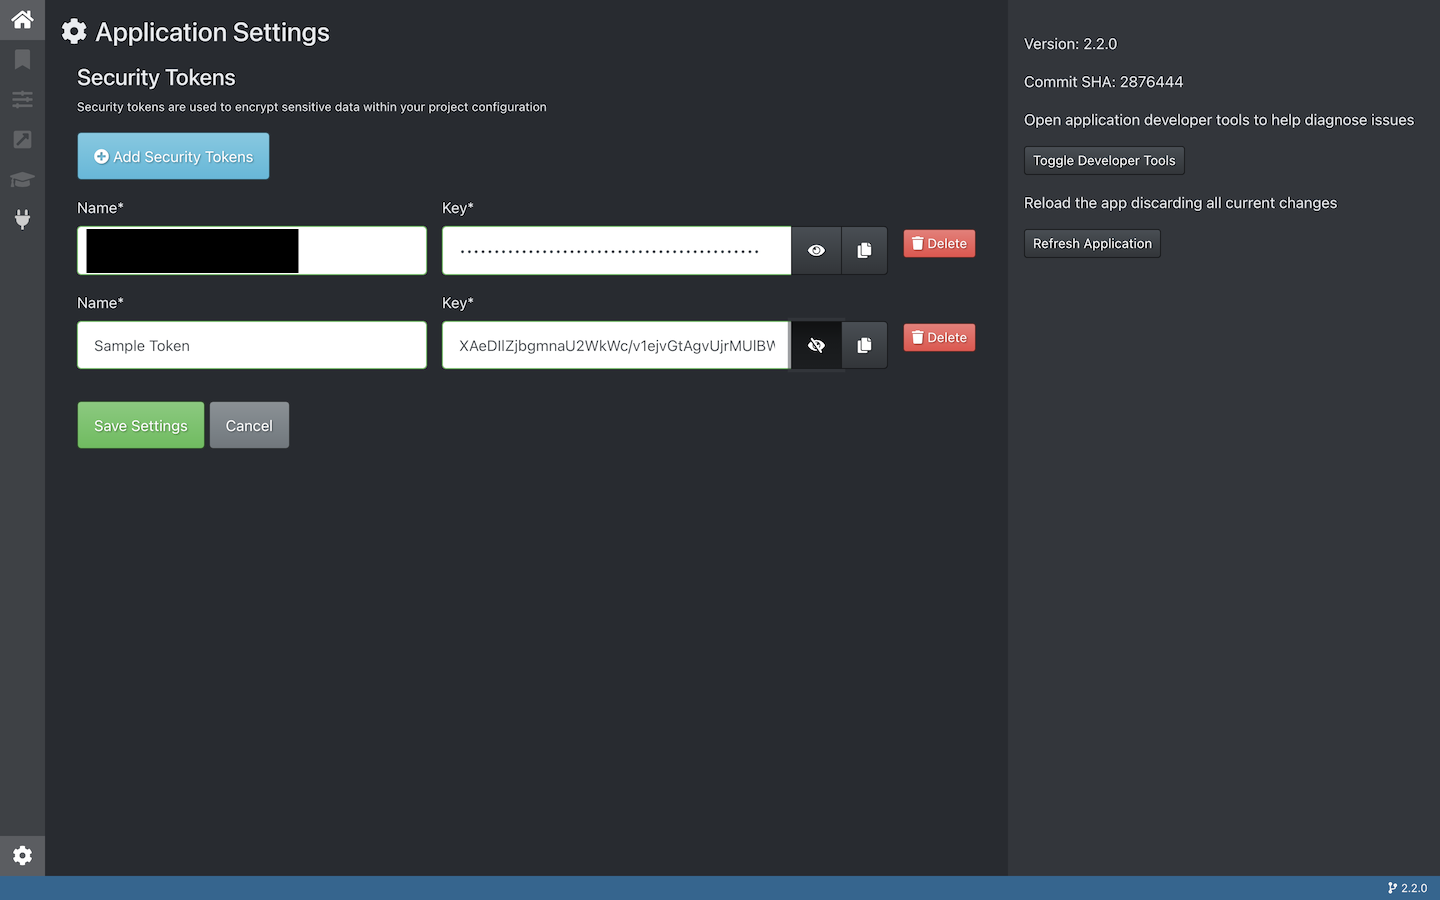 Application Settings
Security Tokens
Security tokens are used to encrypt sensitive data within your project configuration
Add Security Tokens
Name*
Key*
Delete
Name*
Key*
Sample Token
XAeDIlZjbgmnaU2WkWc/v1ejvGtAgvUjrMUIBW
Delete
Save Settings
Cancel
Version: 2.2.0
Commit SHA: 2876444
Open application developer tools to help diagnose issues
Toggle Developer Tools
Reload the app discarding all current changes
Refresh Application
2.2.0